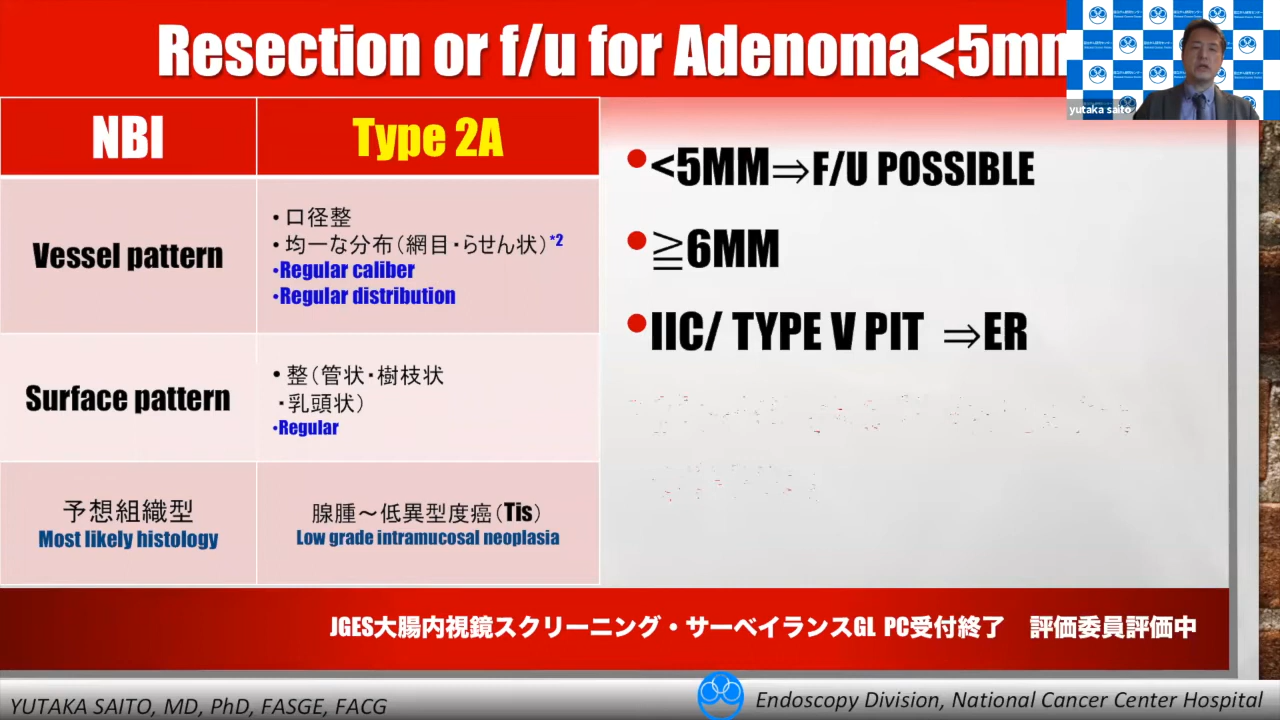 Resection or f/u for Adenoma<5mm
yutaka saito
NBI
Type 2A
Vessel pattern
• 口径整
• 均一な分布（網目・らせん状）*2
•Regular caliber
•Regular distribution
Surface pattern
• 整（管状・樹枝状
・乳頭状）
•Regular
予想組織型
Most likely histology
腺腫～低異型度癌（Tis）
Low grade intramucosal neoplasia
•<5MM⇒F/U POSSIBLE
•≧6MM
•IIC/ TYPE V PIT ⇒ER
JGES大腸内視鏡スクリーニング・サーベイランスGL PC受付終了　評価委員評価中
YUTAKA SAITO, MD, PhD, FASGE, FACG
Endoscopy Division, National Cancer Center Hospital